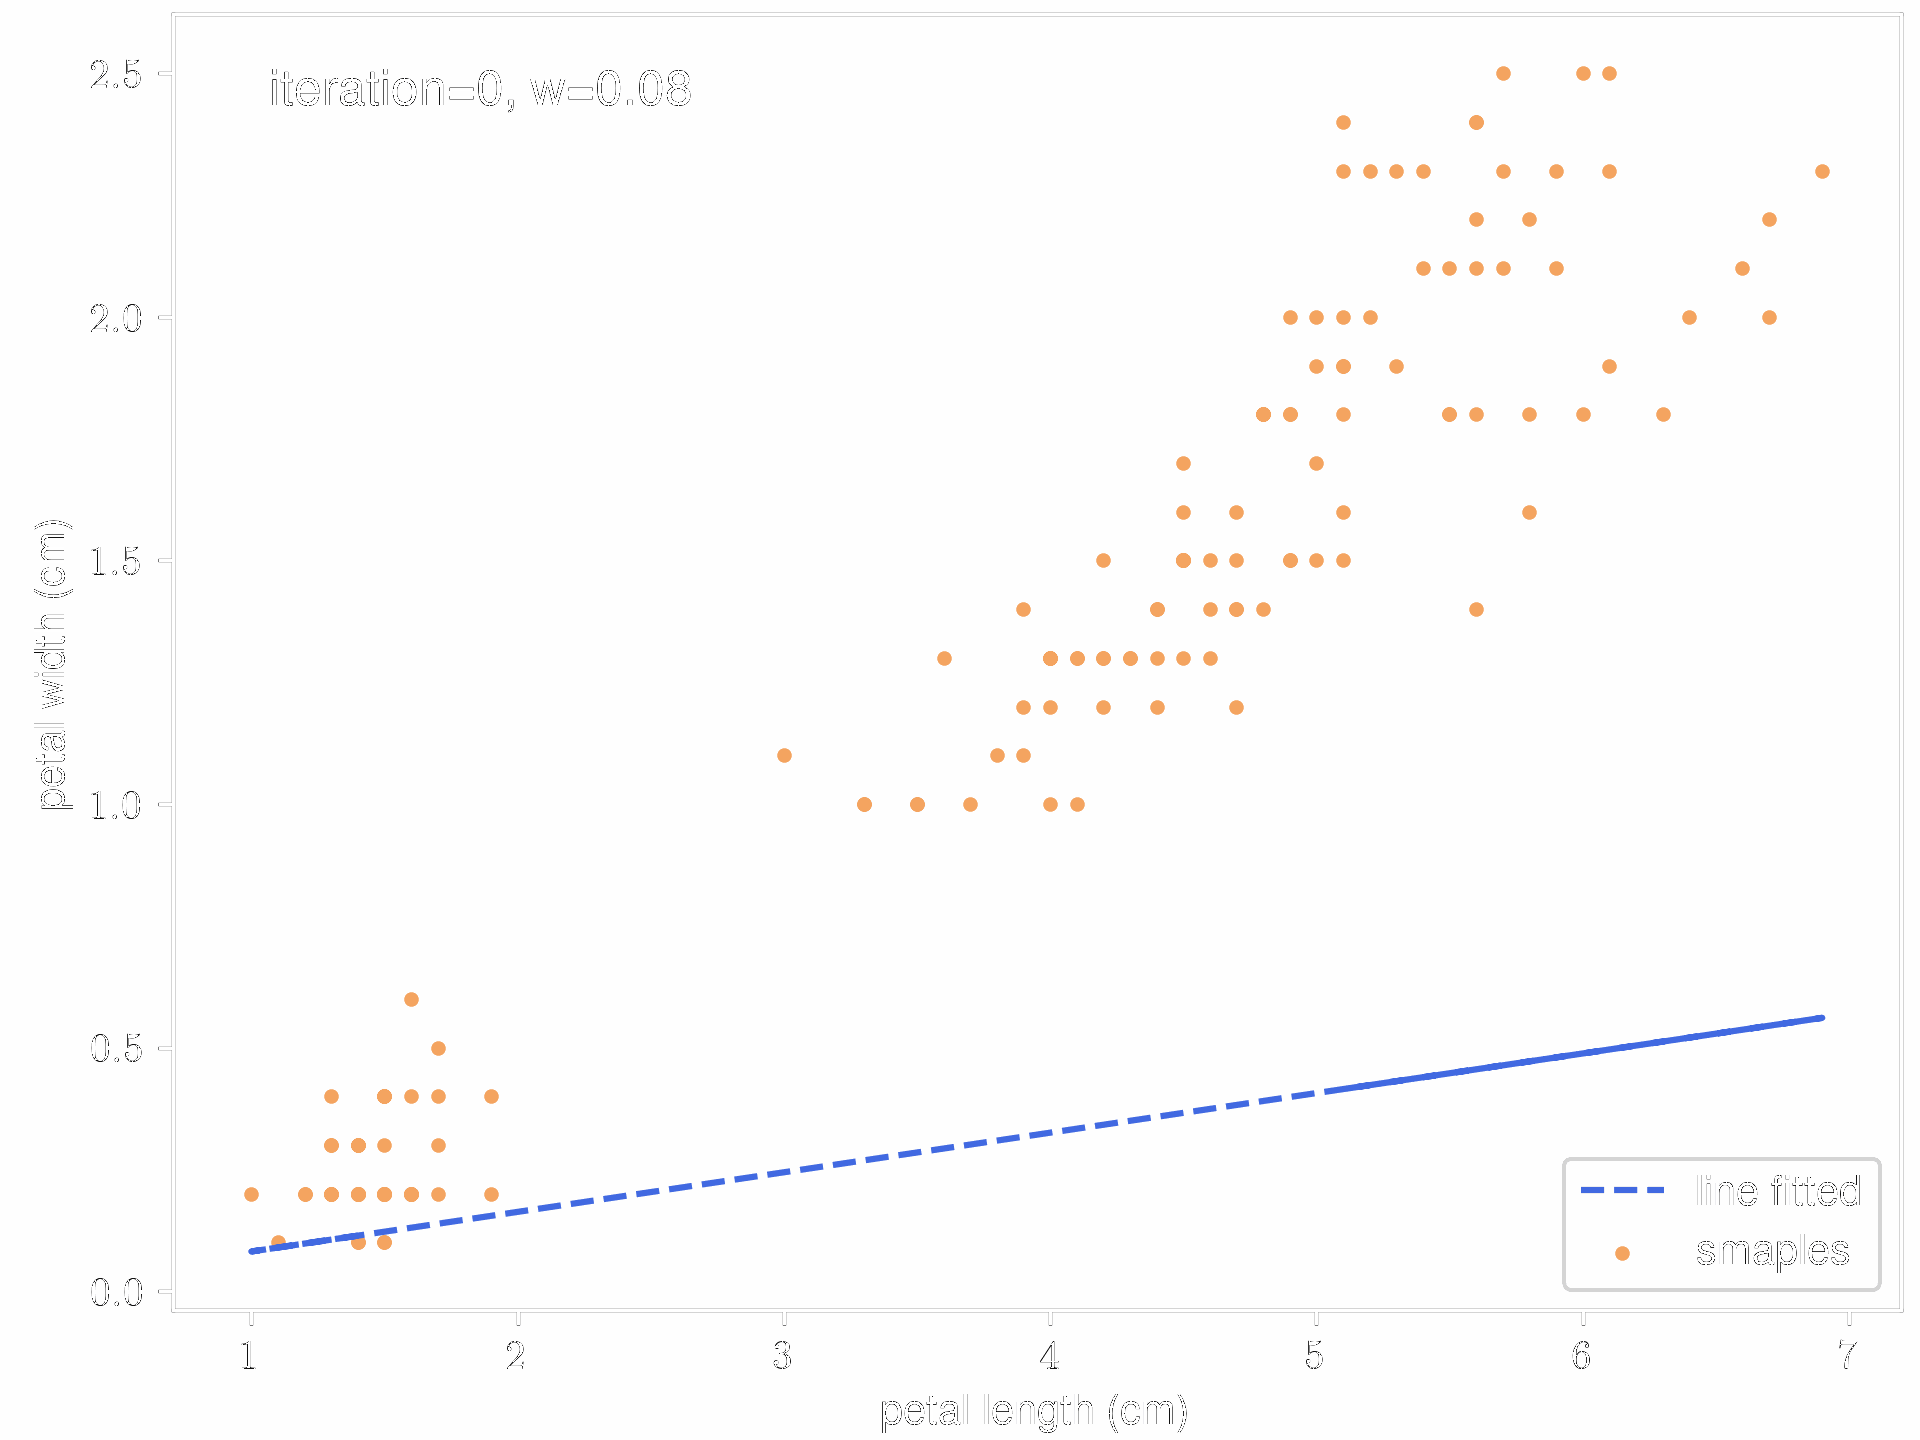 iteration=0, w=0.08
2.5
2.0
1.5
1.0
0.5
0.0
petal width (cm)
1 2 3 4 5 6 7
petal length (cm)
line fitted
smaples